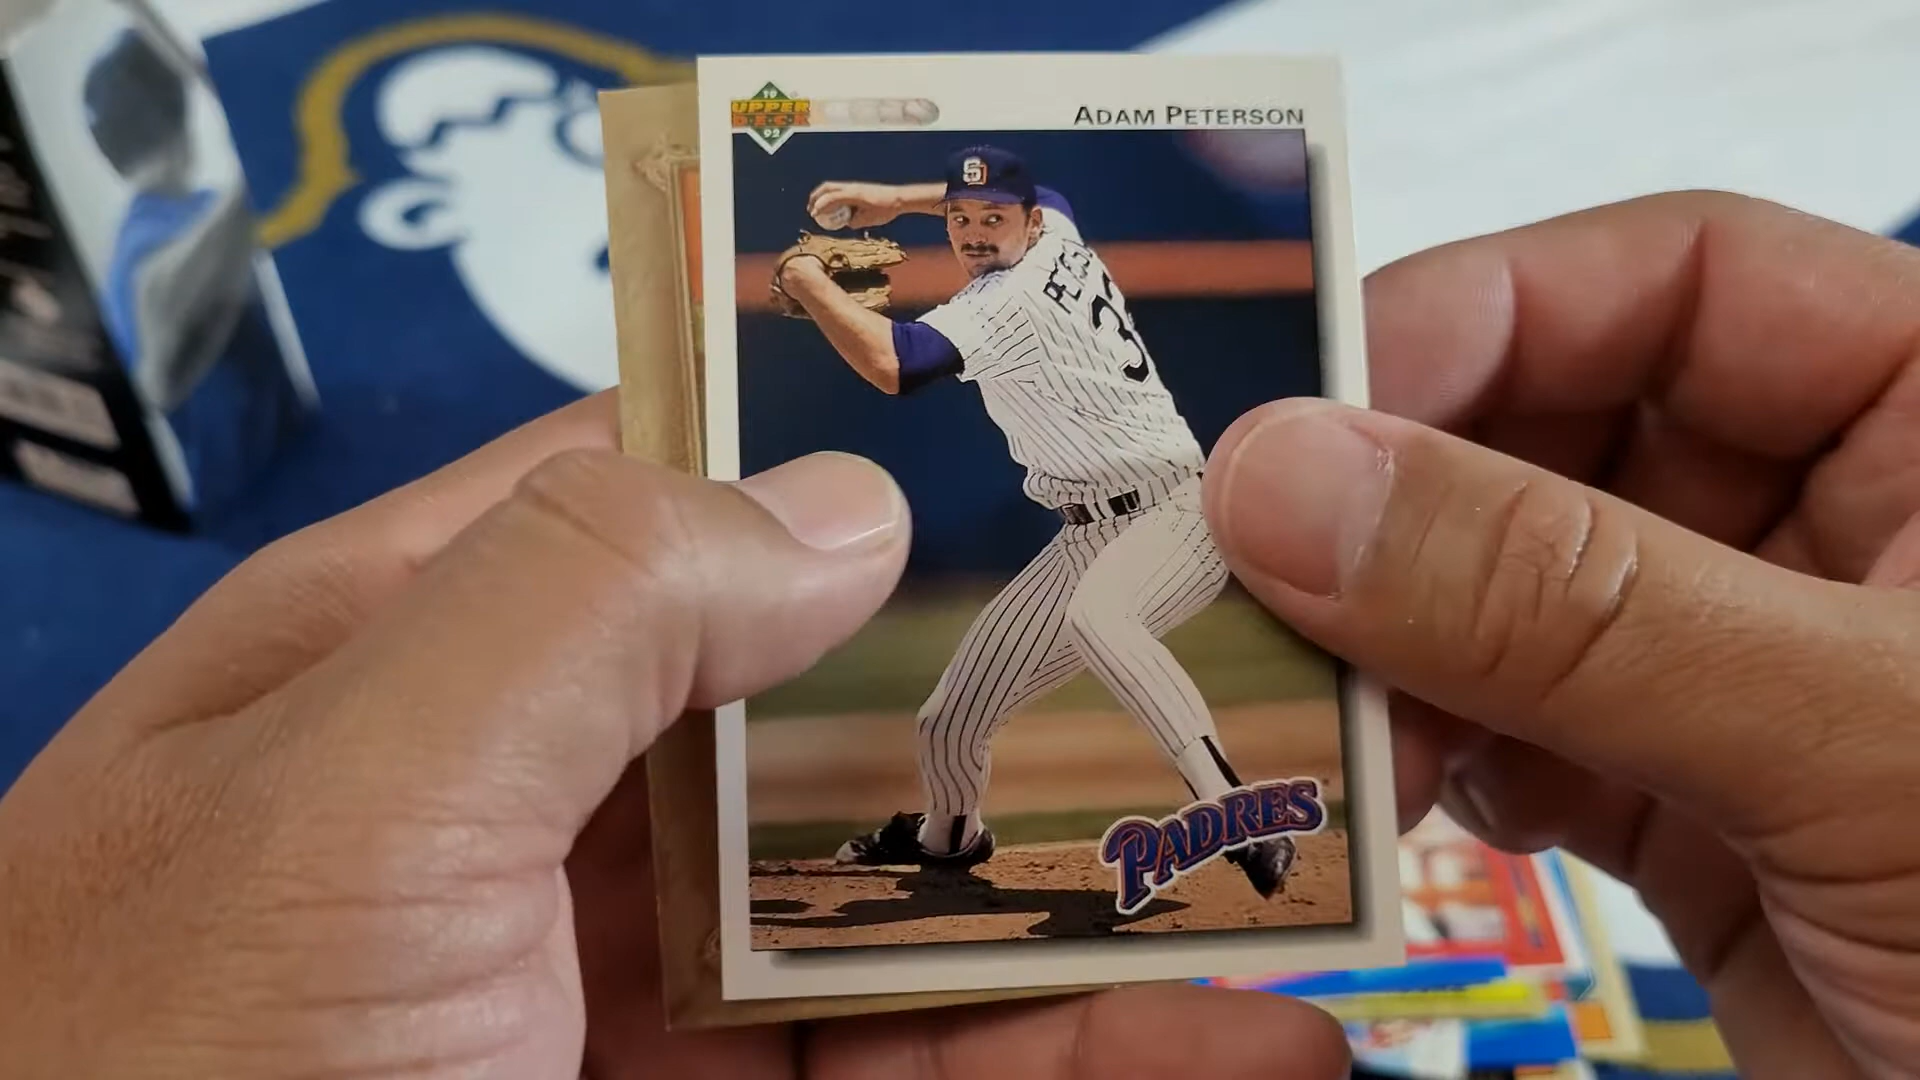 19
UPPER
DECK
92
ADAM PETERSON
SD
PADRES